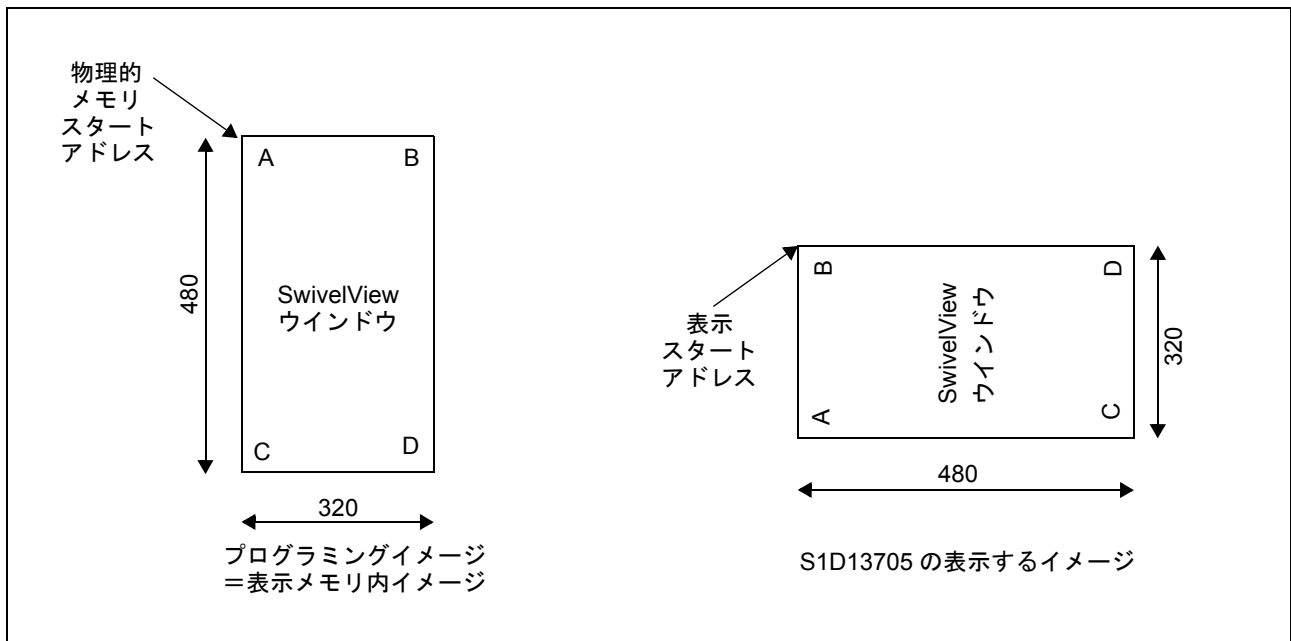 物理的
メモリ
スタート
アドレス
A
B
480
SwivelView
ウインドウ
C
D
320
プログラミングイメージ
＝表示メモリ内イメージ
表示
スタート
アドレス
B
D
A
C
SwivelView
ウインドウ
320
480
S1D13705 の表示するイメージ